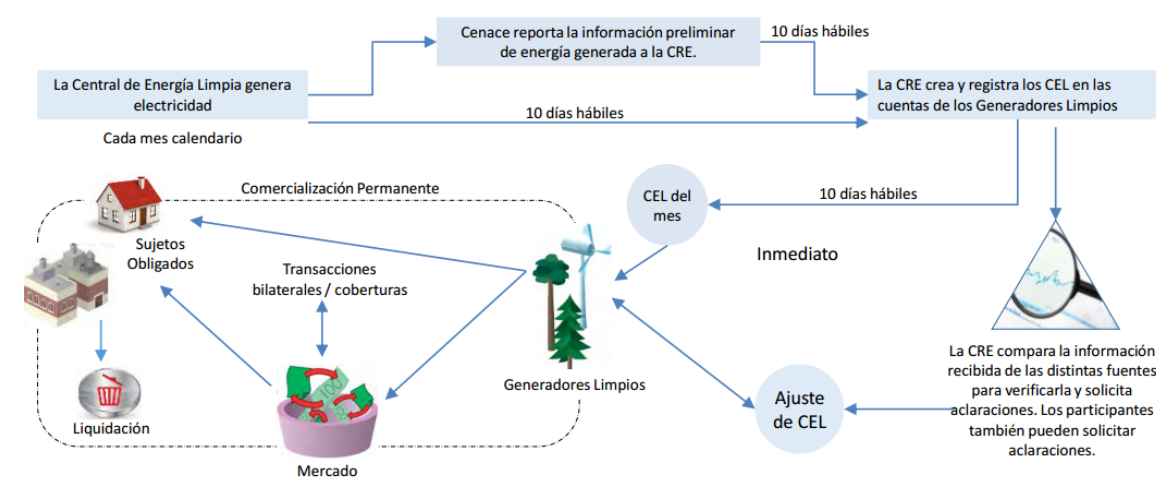 Cenace reporta la información preliminar
de energía generada a la CRE.
10 días hábiles
La Central de Energía Limpia genera
electricidad
La CRE crea y registra los CEL en las
cuentas de los Generadores Limpios
10 días hábiles
Cada mes calendario
Comercialización Permanente
CEL del
mes
10 días hábiles
Sujetos
Obligados
Transacciones
bilaterales / coberturas
Inmediato
Generadores Limpios
La CRE compara la información
recibida de las distintas fuentes
para verificarla y solicita
aclaraciones. Los participantes
también pueden solicitar
aclaraciones.
Ajuste
de CEL
Liquidación
100
Mercado